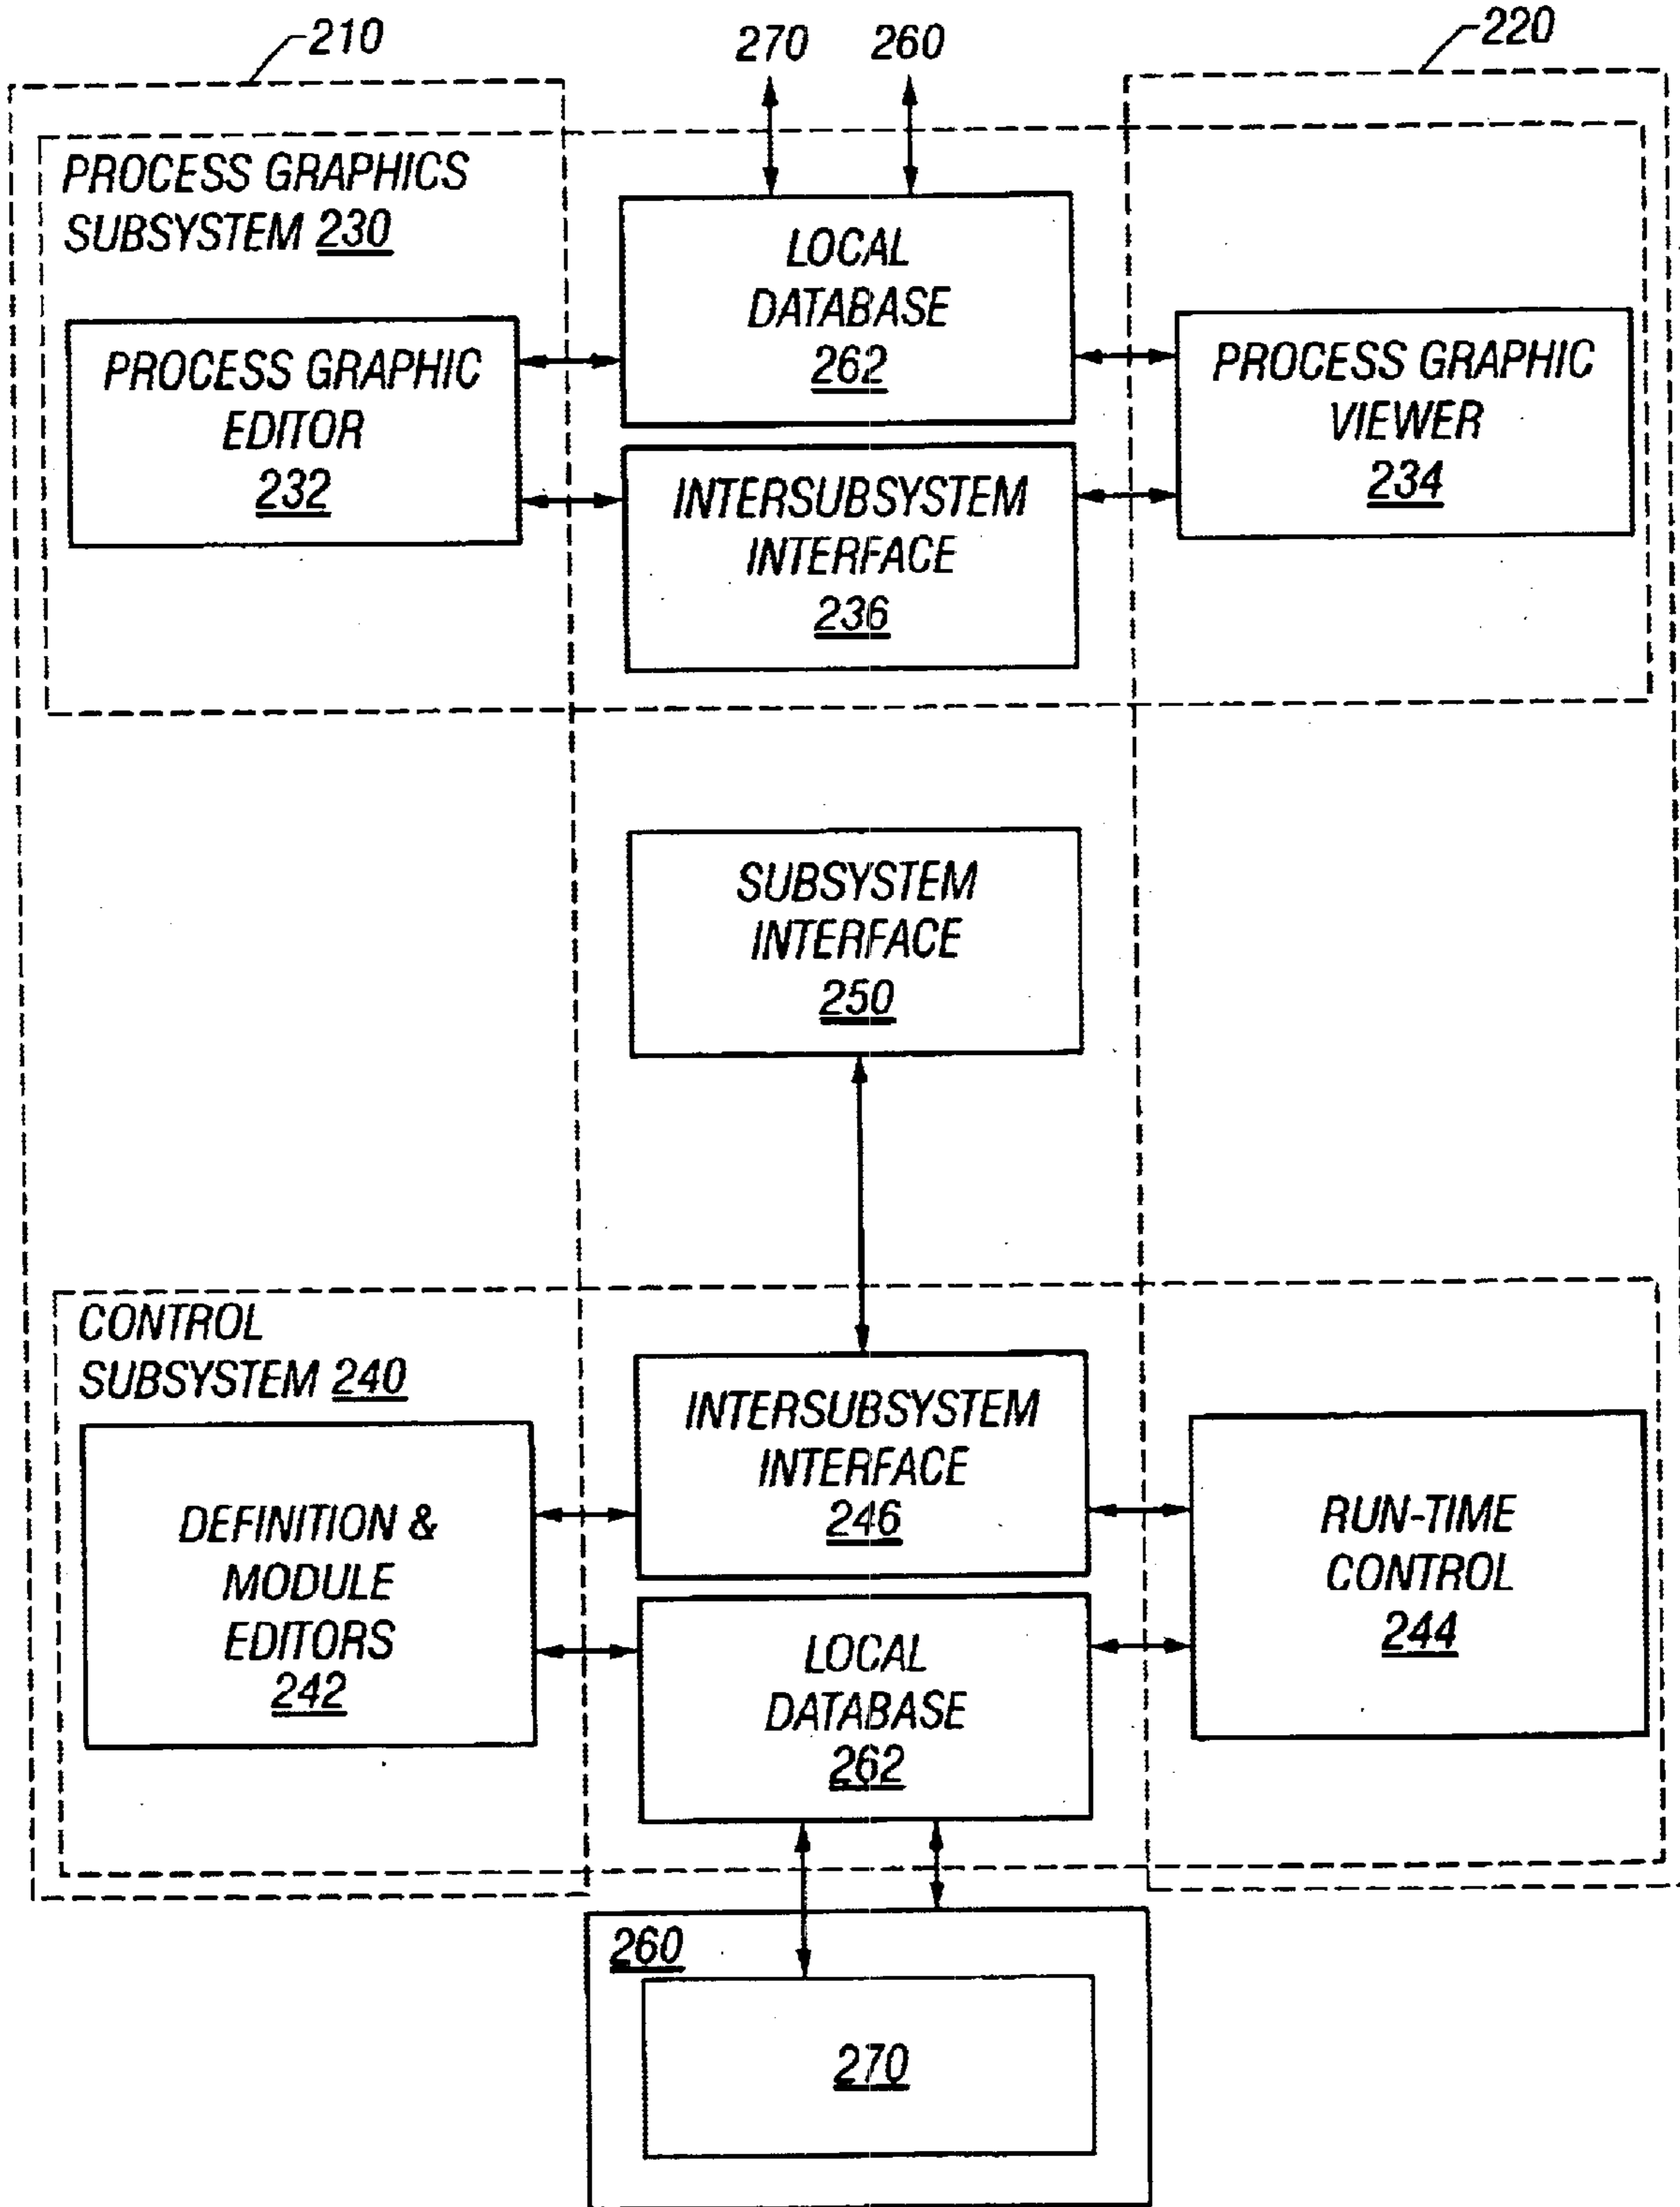 210
270
260
220
PROCESS GRAPHICS
SUBSYSTEM 230
LOCAL
DATABASE
262
PROCESS GRAPHIC
EDITOR
232
PROCESS GRAPHIC
VIEWER
234
INTERSUBSYSTEM
INTERFACE
236
SUBSYSTEM
INTERFACE
250
CONTROL
SUBSYSTEM 240
INTERSUBSYSTEM
INTERFACE
246
DEFINITION &
MODULE
EDITORS
242
RUN-TIME
CONTROL
244
LOCAL
DATABASE
262
260
270